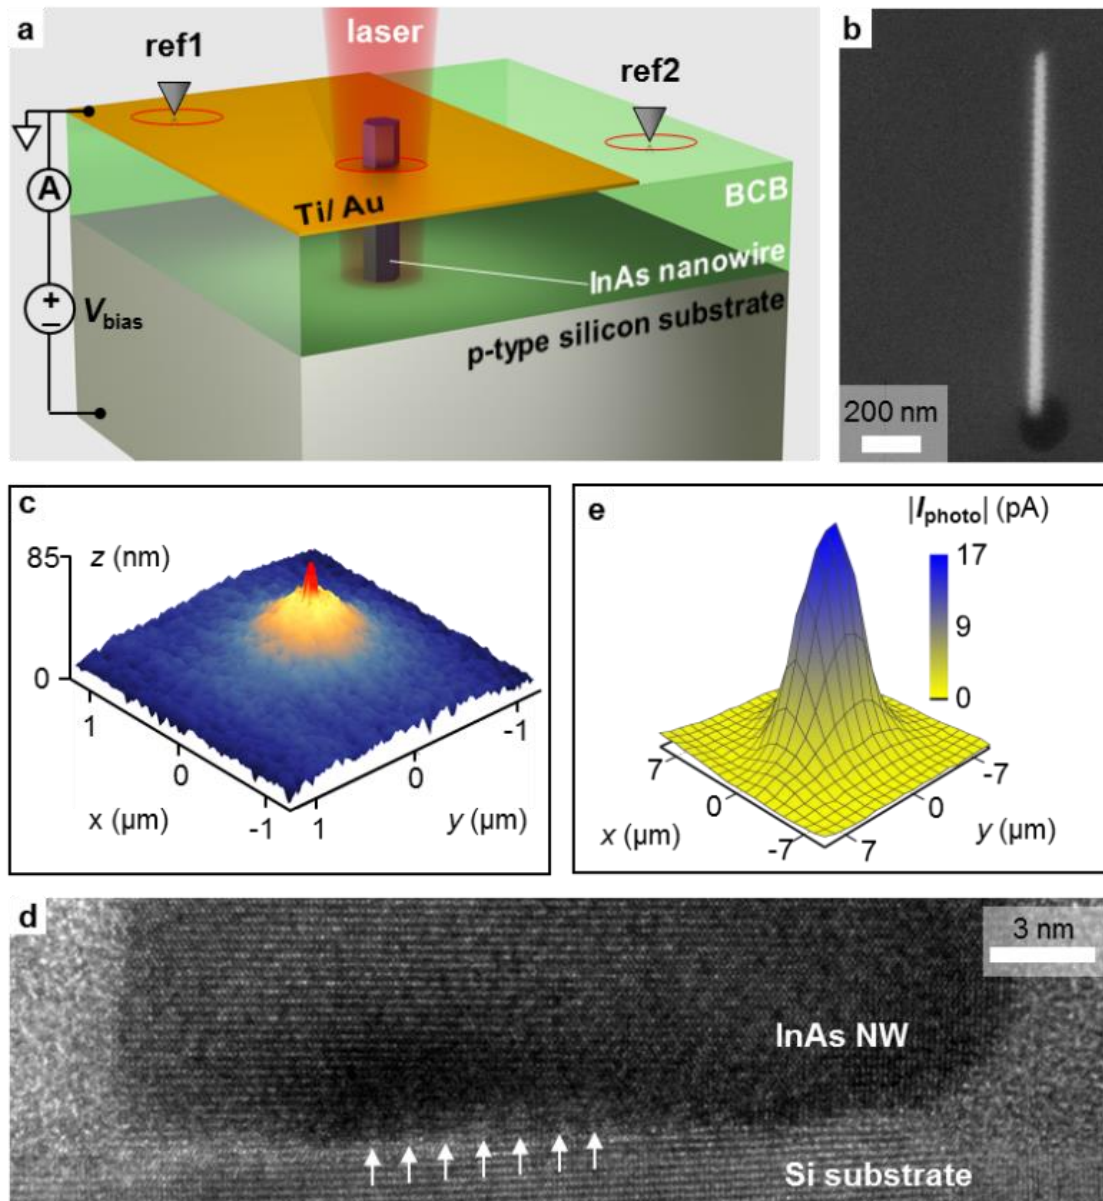 a
laser
ref1
ref2
A
Ti/ Au
BCB
InAs nanowire
+
−
Vbias
p-type silicon substrate
b
200 nm
c
85
z (nm)
0
1
0
-1
x (µm)
1
0
-1
y (µm)
e
|Iphoto| (pA)
17
9
0
7
0
-7
x (µm)
7
0
-7
y (µm)
d
3 nm
InAs NW
Si substrate